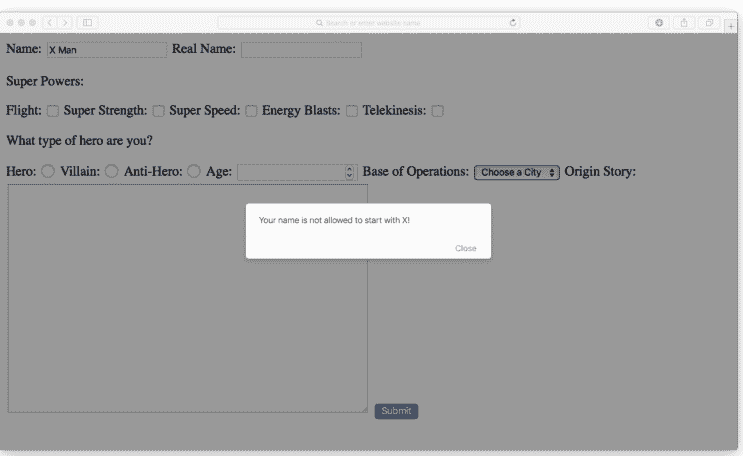 Search or enter website name
Name: X Man Real Name:
Super Powers:
Flight: Super Strength: Super Speed: Energy Blasts: Telekinesis:
What type of hero are you?
Hero: Villain: Anti-Hero: Age: Base of Operations: Choose a City Origin Story:
Your name is not allowed to start with X!
Close
Submit